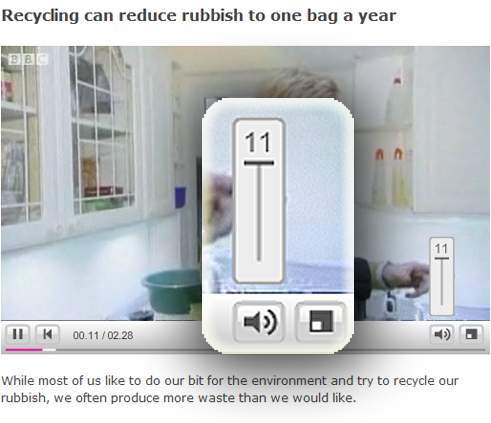 Recycling can reduce rubbish to one bag a year
BBC
11
11
00.11 / 02.28
While most of us like to do our bit for the environment and try to recycle our
rubbish, we often produce more waste than we would like.